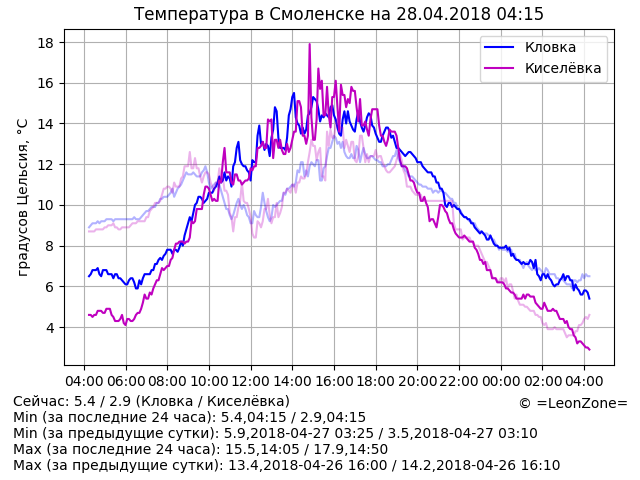 Температура в Смоленске на 28.04.2018 04:15
градусов Цельсия, °C
18
16
14
12
10
8
6
4
Кловка
Киселёвка
04:00 06:00 08:00 10:00 12:00 14:00 16:00 18:00 20:00 22:00 00:00 02:00 04:00
Сейчас: 5.4 / 2.9 (Кловка / Киселёвка)
© =LeonZone=
Min (за последние 24 часа): 5.4,04:15 / 2.9,04:15
Min (за предыдущие сутки): 5.9,2018-04-27 03:25 / 3.5,2018-04-27 03:10
Max (за последние 24 часа): 15.5,14:05 / 17.9,14:50
Max (за предыдущие сутки): 13.4,2018-04-26 16:00 / 14.2,2018-04-26 16:10